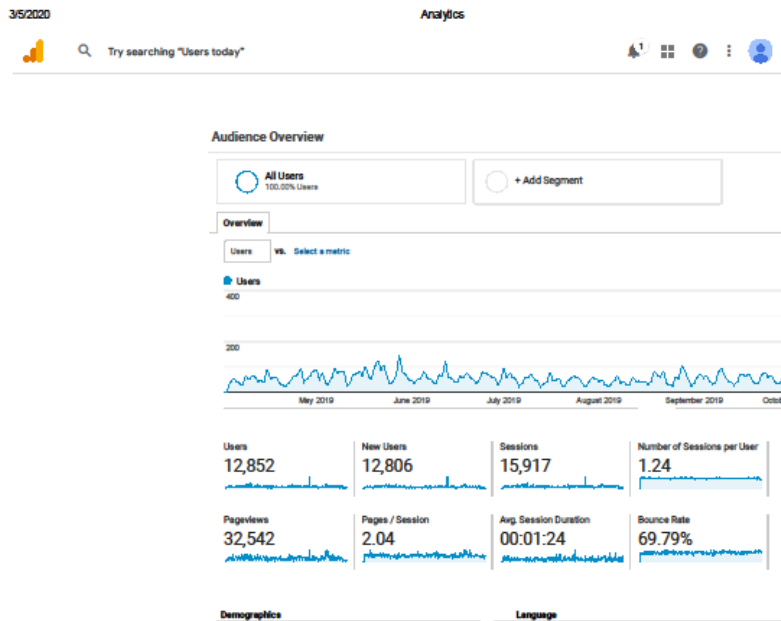 3/5/2020 Analytics
Try searching "Users today" 1 ?
Audience Overview
All Users
100.00% Users
+ Add Segment
Overview
Users vs. Select a metric
Users
400
200
May 2019 June 2019 July 2019 August 2019 September 2019 Octob
Users New Users Sessions Number of Sessions per User
12,852 12,806 15,917 1.24
Pageviews Pages / Session Avg. Session Duration Bounce Rate
32,542 2.04 00:01:24 69.79%
Demographics Language